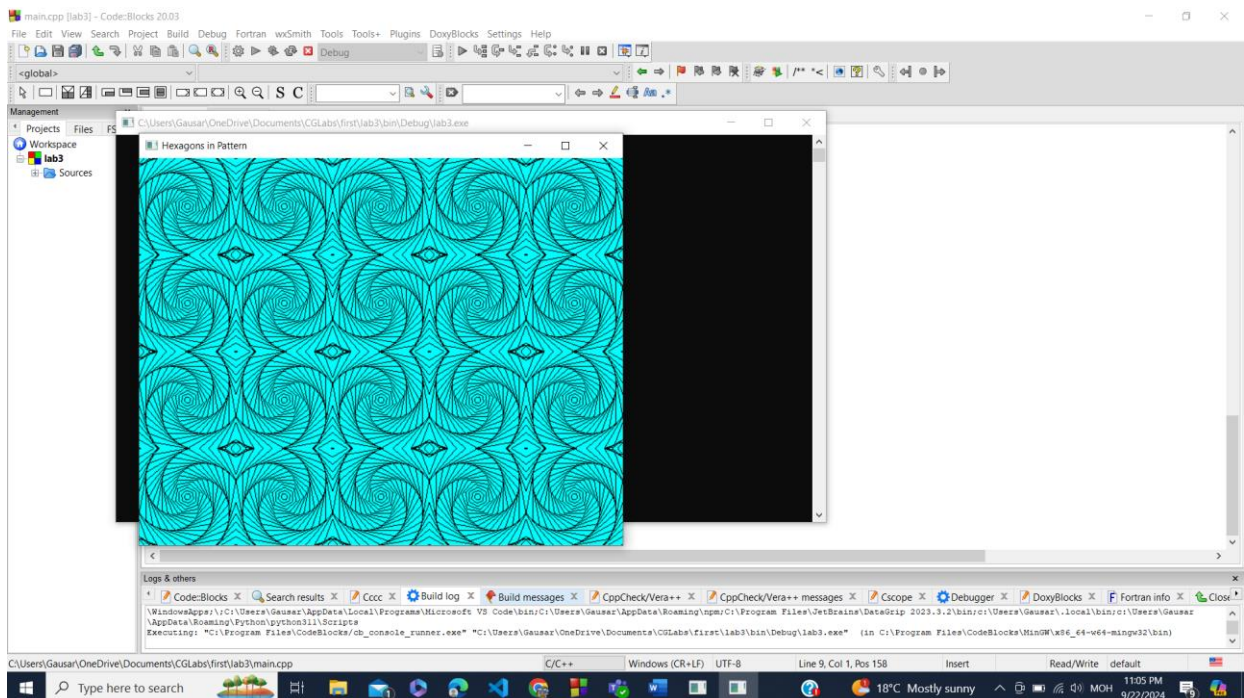 main.cpp [lab3] - Code::Blocks 20.03
File Edit View Search Project Build Debug Fortran wxSmith Tools Tools+ Plugins DoxyBlocks Settings Help
Debug
<global>
/** *<
S C
Aa .*
Management
Projects Files FS
Workspace
lab3
Sources
C:\Users\Gausar\OneDrive\Documents\CGLabs\first\lab3\bin\Debug\lab3.exe
Hexagons in Pattern
Logs & others
Code::Blocks X Search results X Cccc X Build log X Build messages X CppCheck/Vera++ X CppCheck/Vera++ messages X Cscope X Debugger X DoxyBlocks X Fortran info X Close
\WindowsApps;\;C:\Users\Gausar\AppData\Local\Programs\Microsoft VS Code\bin;C:\Users\Gausar\AppData\Roaming\npm;C:\Program Files\JetBrains\DataGrip 2023.3.2\bin;c:\Users\Gausar\.local\bin;c:\Users\Gausar
\AppData\Roaming\Python\python311\Scripts
Executing: "C:\Program Files\CodeBlocks/cb_console_runner.exe" "C:\Users\Gausar\OneDrive\Documents\CGLabs\first\lab3\bin\Debug\lab3.exe" (in C:\Program Files\CodeBlocks\MinGW\x86_64-w64-mingw32\bin)
C:\Users\Gausar\OneDrive\Documents\CGLabs\first\lab3\main.cpp C/C++ Windows (CR+LF) UTF-8 Line 9, Col 1, Pos 158 Insert Read/Write default
Type here to search 18°C Mostly sunny МОН 11:05 PM
9/22/2024